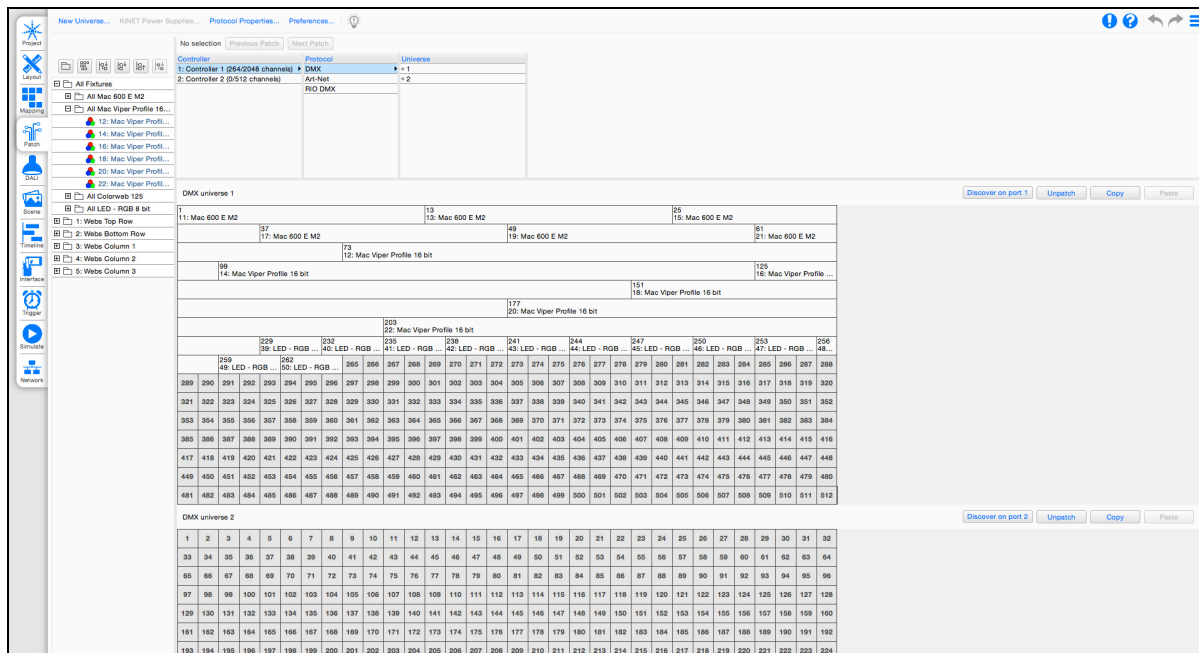 New Universe... KiNET Power Supplies... Protocol Properties... Preferences...
Project
Layout
Mapping
Patch
DALI
Scene
Timeline
Interface
Trigger
Simulate
Network
All Fixtures
All Mac 600 E M2
All Mac Viper Profile 16...
12: Mac Viper Profil...
14: Mac Viper Profil...
16: Mac Viper Profil...
18: Mac Viper Profil...
20: Mac Viper Profil...
22: Mac Viper Profil...
All Colorweb 125
All LED - RGB 8 bit
1: Webs Top Row
2: Webs Bottom Row
3: Webs Column 1
4: Webs Column 2
5: Webs Column 3
No selection Previous Patch Next Patch
Controller Protocol Universe
1: Controller 1 (264/2048 channels) DMX 1
2: Controller 2 (0/512 channels) Art-Net 2
RIO DMX
DMX universe 1 Discover on port 1 Unpatch Copy Paste
1 13 25
11: Mac 600 E M2 13: Mac 600 E M2 15: Mac 600 E M2
37 49 61
17: Mac 600 E M2 19: Mac 600 E M2 21: Mac 600 E M2
73
12: Mac Viper Profile 16 bit
99 125
14: Mac Viper Profile 16 bit 16: Mac Viper Profile ...
151
18: Mac Viper Profile 16 bit
177
20: Mac Viper Profile 16 bit
203
22: Mac Viper Profile 16 bit
229 232 235 238 241 244 247 250 253 256
39: LED - RGB ... 40: LED - RGB ... 41: LED - RGB ... 42: LED - RGB ... 43: LED - RGB ... 44: LED - RGB ... 45: LED - RGB ... 46: LED - RGB ... 47: LED - RGB ... 48...
259 262
49: LED - RGB ... 50: LED - RGB ... 265 266 267 268 269 270 271 272 273 274 275 276 277 278 279 280 281 282 283 284 285 286 287 288
289 290 291 292 293 294 295 296 297 298 299 300 301 302 303 304 305 306 307 308 309 310 311 312 313 314 315 316 317 318 319 320
321 322 323 324 325 326 327 328 329 330 331 332 333 334 335 336 337 338 339 340 341 342 343 344 345 346 347 348 349 350 351 352
353 354 355 356 357 358 359 360 361 362 363 364 365 366 367 368 369 370 371 372 373 374 375 376 377 378 379 380 381 382 383 384
385 386 387 388 389 390 391 392 393 394 395 396 397 398 399 400 401 402 403 404 405 406 407 408 409 410 411 412 413 414 415 416
417 418 419 420 421 422 423 424 425 426 427 428 429 430 431 432 433 434 435 436 437 438 439 440 441 442 443 444 445 446 447 448
449 450 451 452 453 454 455 456 457 458 459 460 461 462 463 464 465 466 467 468 469 470 471 472 473 474 475 476 477 478 479 480
481 482 483 484 485 486 487 488 489 490 491 492 493 494 495 496 497 498 499 500 501 502 503 504 505 506 507 508 509 510 511 512
DMX universe 2 Discover on port 2 Unpatch Copy Paste
1 2 3 4 5 6 7 8 9 10 11 12 13 14 15 16 17 18 19 20 21 22 23 24 25 26 27 28 29 30 31 32
33 34 35 36 37 38 39 40 41 42 43 44 45 46 47 48 49 50 51 52 53 54 55 56 57 58 59 60 61 62 63 64
65 66 67 68 69 70 71 72 73 74 75 76 77 78 79 80 81 82 83 84 85 86 87 88 89 90 91 92 93 94 95 96
97 98 99 100 101 102 103 104 105 106 107 108 109 110 111 112 113 114 115 116 117 118 119 120 121 122 123 124 125 126 127 128
129 130 131 132 133 134 135 136 137 138 139 140 141 142 143 144 145 146 147 148 149 150 151 152 153 154 155 156 157 158 159 160
161 162 163 164 165 166 167 168 169 170 171 172 173 174 175 176 177 178 179 180 181 182 183 184 185 186 187 188 189 190 191 192
193 194 195 196 197 198 199 200 201 202 203 204 205 206 207 208 209 210 211 212 213 214 215 216 217 218 219 220 221 222 223 224